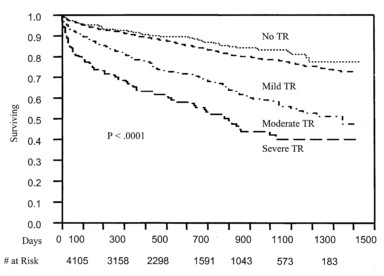 1.0
No TR
0.9
0.8
0.7
Mild TR
0.6
Surviving
0.5
Moderate TR
0.4
P < .0001
Severe TR
0.3
0.2
0.1
0.0
Days 0 100 300 500 700 900 1100 1300 1500
# at Risk 4105 3158 2298 1591 1043 573 183